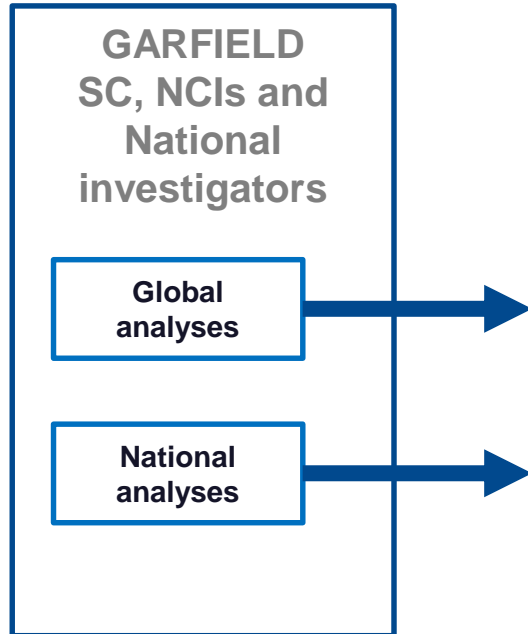 GARFIELD
SC, NCIs and
National
investigators
Global
analyses
National
analyses